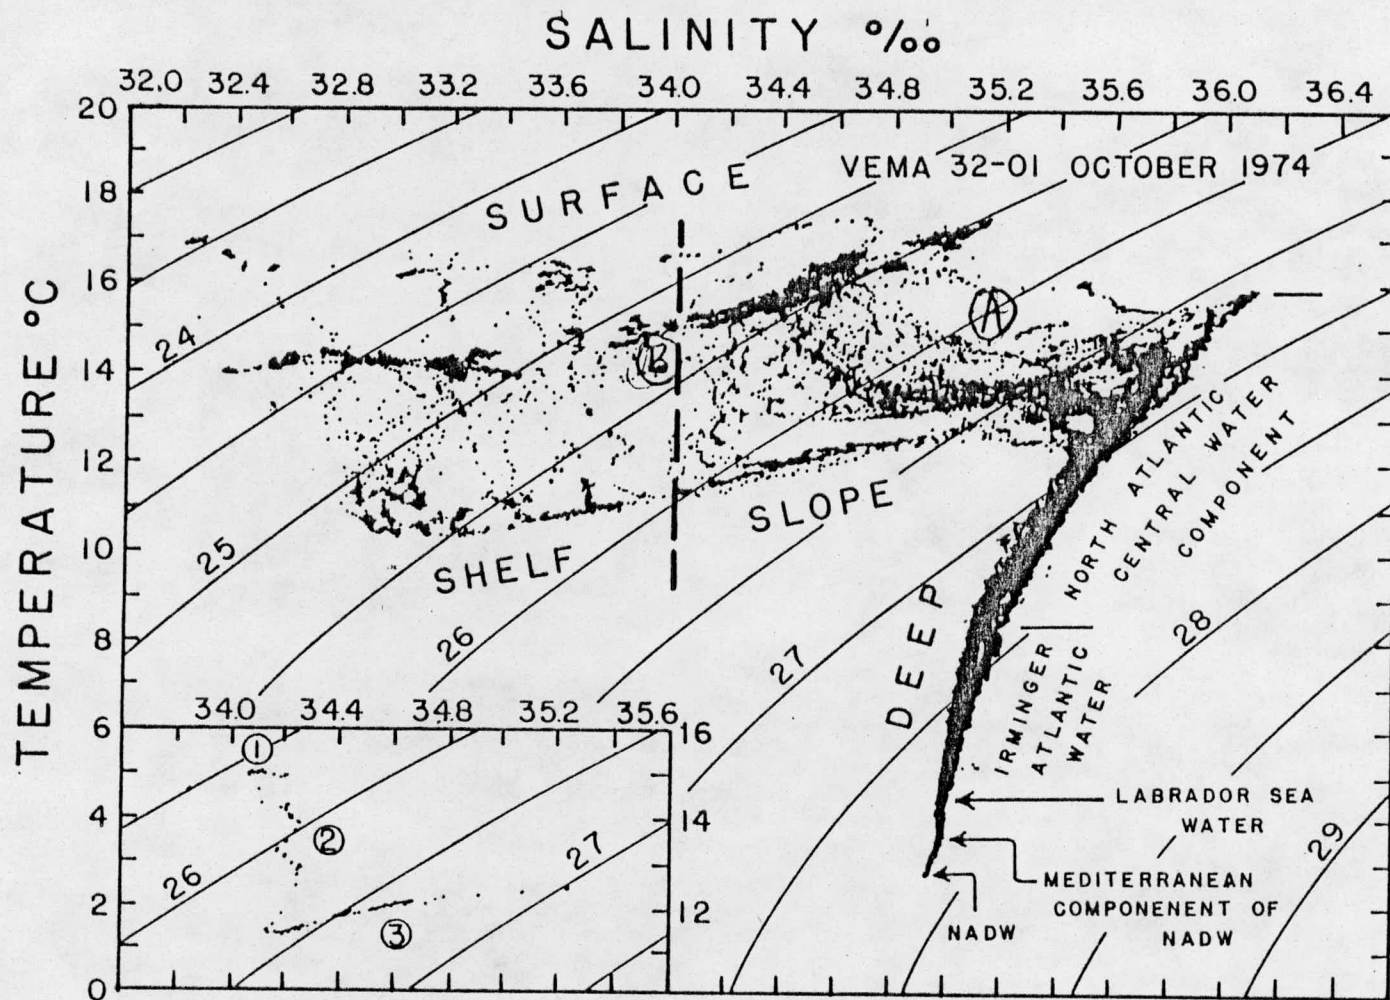 SALINITY °/oo
32.0 32.4 32.8 33.2 33.6 34.0 34.4 34.8 35.2 35.6 36.0 36.4
20
VEMA 32-01 OCTOBER 1974
SURFACE
18
16
A
TEMPERATURE °C
24
B
14
12
SLOPE
NORTH ATLANTIC
CENTRAL WATER
COMPONENT
10
25
SHELF
DEEP
8
26
27
28
IRMINGER
ATLANTIC
WATER
34.0 34.4 34.8 35.2 35.6
6
16
1
4
LABRADOR SEA
WATER
14
2
27
29
26
MEDITERRANEAN
COMPONENENT OF
NADW
2
12
3
NADW
0